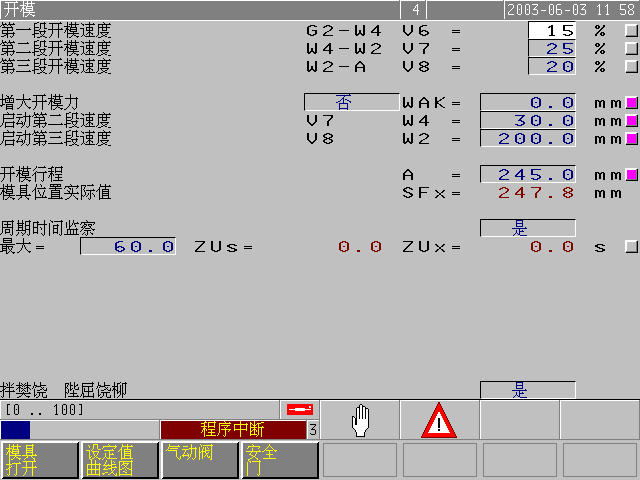 开模 4 2003-06-03 11 58
第一段开模速度 G2-W4 V6 = 15 %
第二段开模速度 W4-W2 V7 = 25 %
第三段开模速度 W2-A V8 = 20 %
增大开模力 否 WAK= 0.0 mm
启动第二段速度 V7 W4 = 30.0 mm
启动第三段速度 V8 W2 = 200.0 mm
开模行程 A = 245.0 mm
模具位置实际值 SFx= 247.8 mm
周期时间监察 是
最大= 60.0 ZUs= 0.0 ZUx= 0.0 s
拌樊饶 陛屈饶柳 是
[0 .. 100]
程序中断 3
模具 设定值 气动阀 安全
打开 曲线图 门